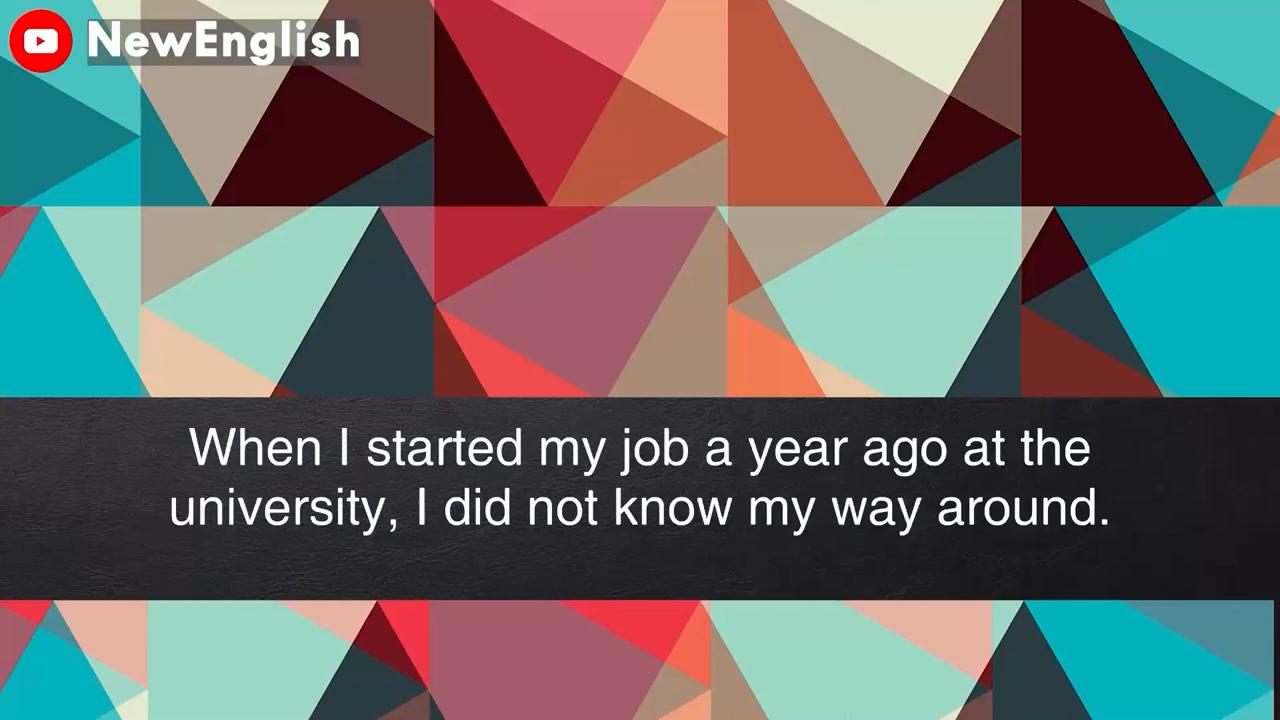 NewEnglish
When I started my job a year ago at the
university, I did not know my way around.